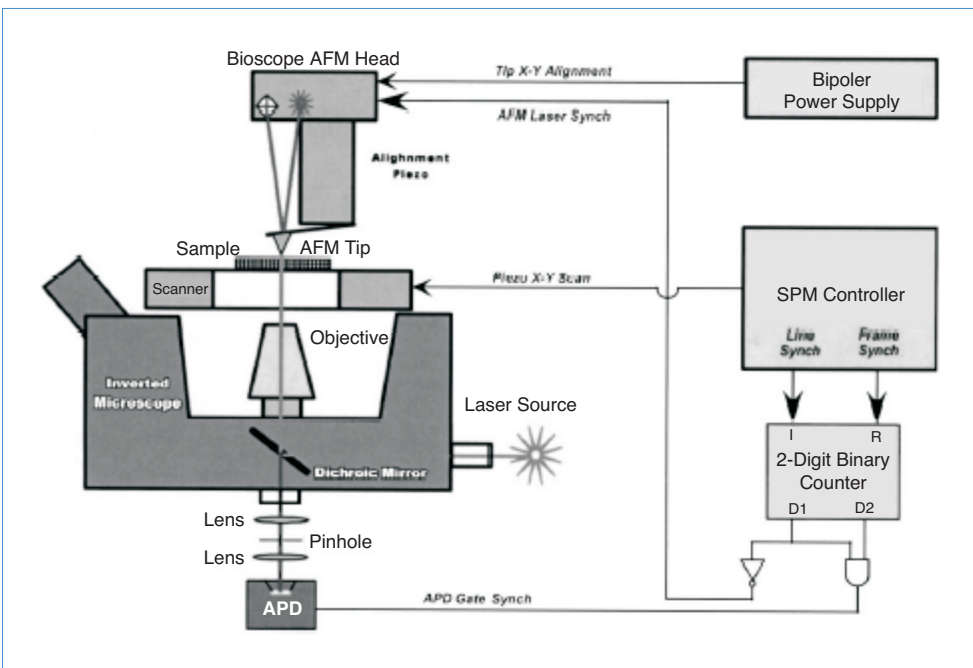 Bioscope AFM Head
Tip X-Y Alignment
Bipoler
Power Supply
AFM Laser Synch
Alighnment
Piezo
Sample
AFM Tip
Scanner
Piezo X-Y Scan
SPM Controller
Objective
Line
Synch
Frame
Synch
Inverted
Microscope
Laser Source
I
R
2-Digit Binary
Counter
Dichroic Mirror
D1
D2
Lens
Pinhole
Lens
APD
APD Gate Synch